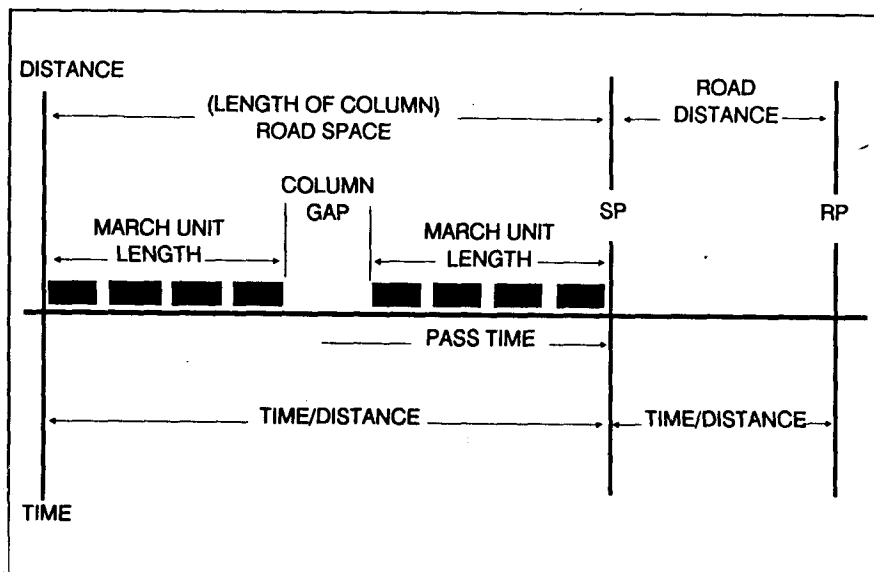 DISTANCE
(LENGTH OF COLUMN)
ROAD SPACE
ROAD
DISTANCE
COLUMN
GAP
SP
RP
MARCH UNIT
LENGTH
MARCH UNIT
LENGTH
PASS TIME
TIME/DISTANCE
TIME/DISTANCE
TIME